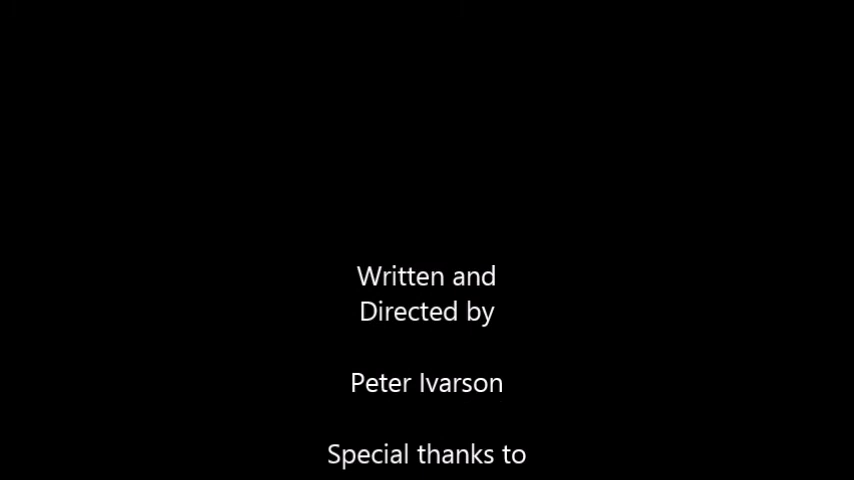 Written and
Directed by
Peter Ivarson
Special thanks to